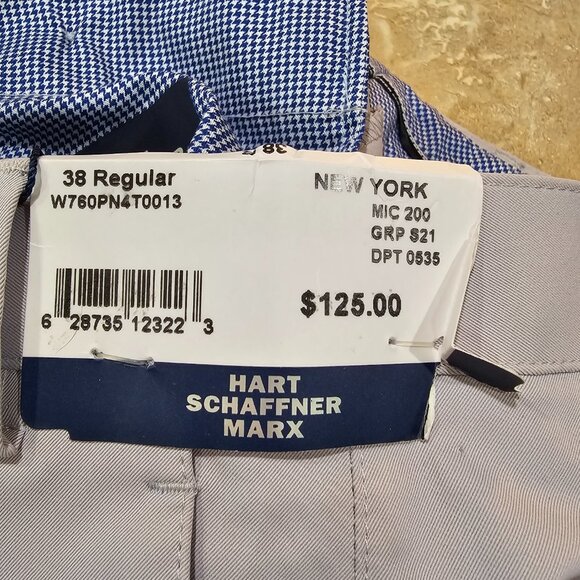 38
38 Regular
W760PN4T0013
NEW YORK
MIC 200
GRP S21
DPT 0535
6 28735 12322 3
$125.00
HART
SCHAFFNER
MARX